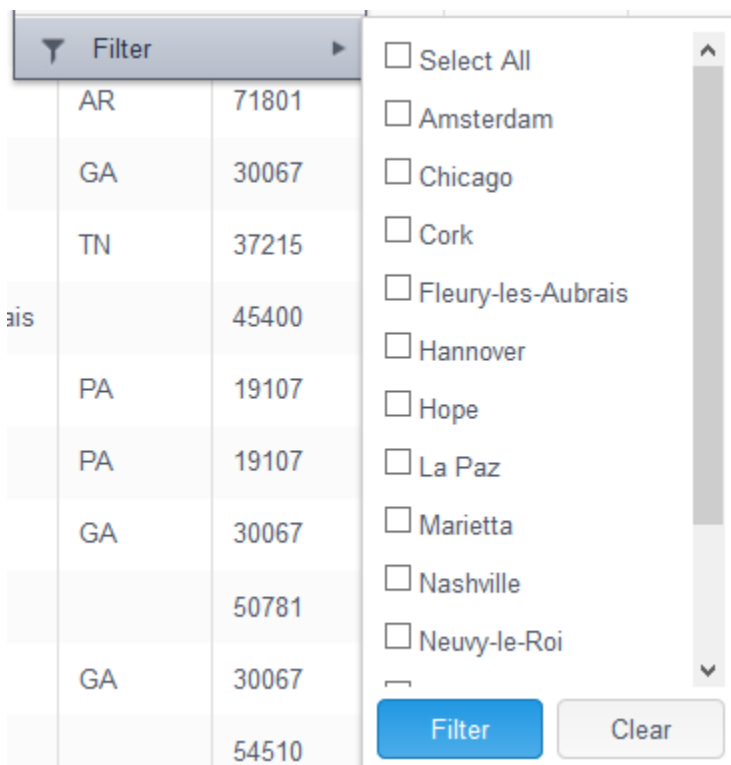 Filter
AR 71801
GA 30067
TN 37215
ais 45400
PA 19107
PA 19107
GA 30067
50781
GA 30067
54510
Select All
Amsterdam
Chicago
Cork
Fleury-les-Aubrais
Hannover
Hope
La Paz
Marietta
Nashville
Neuvy-le-Roi
Filter Clear